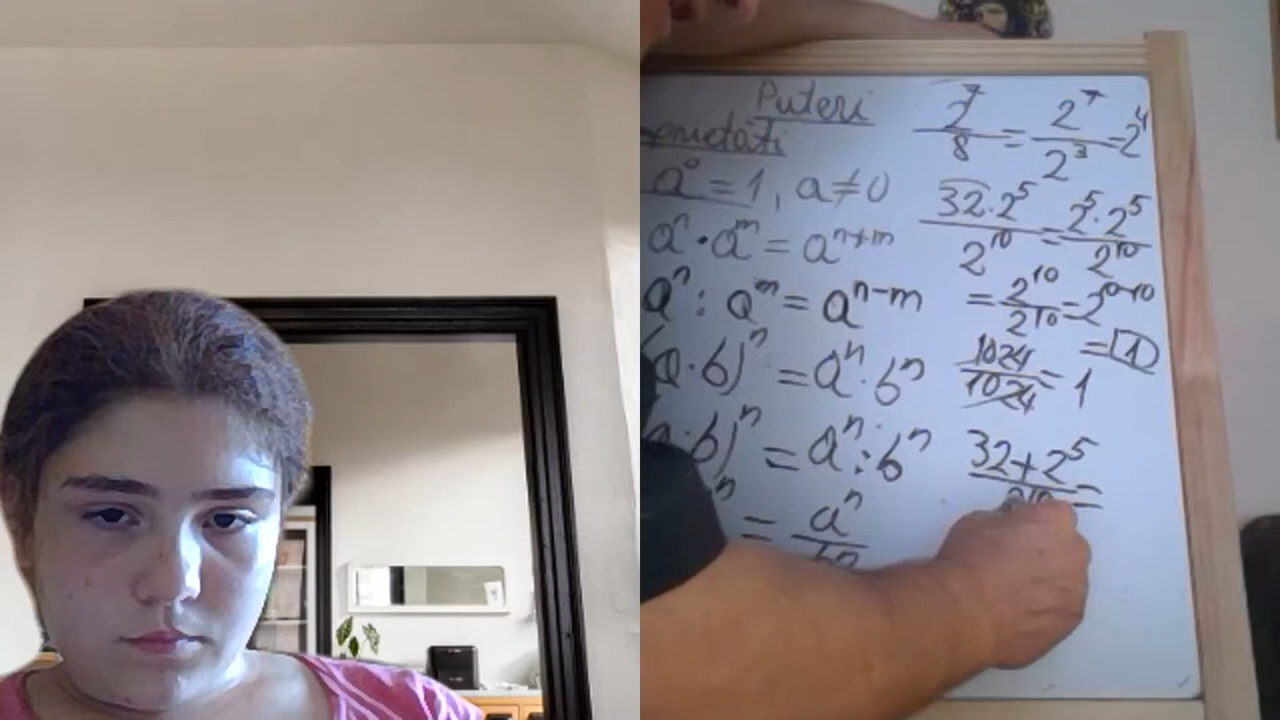 Puteri
a⁰ = 1, a ≠ 0
aⁿ · aᵐ = aⁿ⁺ᵐ
aⁿ : aᵐ = aⁿ⁻ᵐ
a · b)ⁿ = aⁿ · bⁿ
b)ⁿ = aⁿ : bⁿ
ⁿ = aⁿ
2⁷/8 = 2⁷/2³ = 2⁴
32 · 2⁵/2¹⁰ = 2⁵ · 2⁵/2¹⁰
= 2¹⁰/2¹⁰ = 2¹⁰⁻¹⁰
= 1
1024/1024 = 1
32 + 2⁵
=